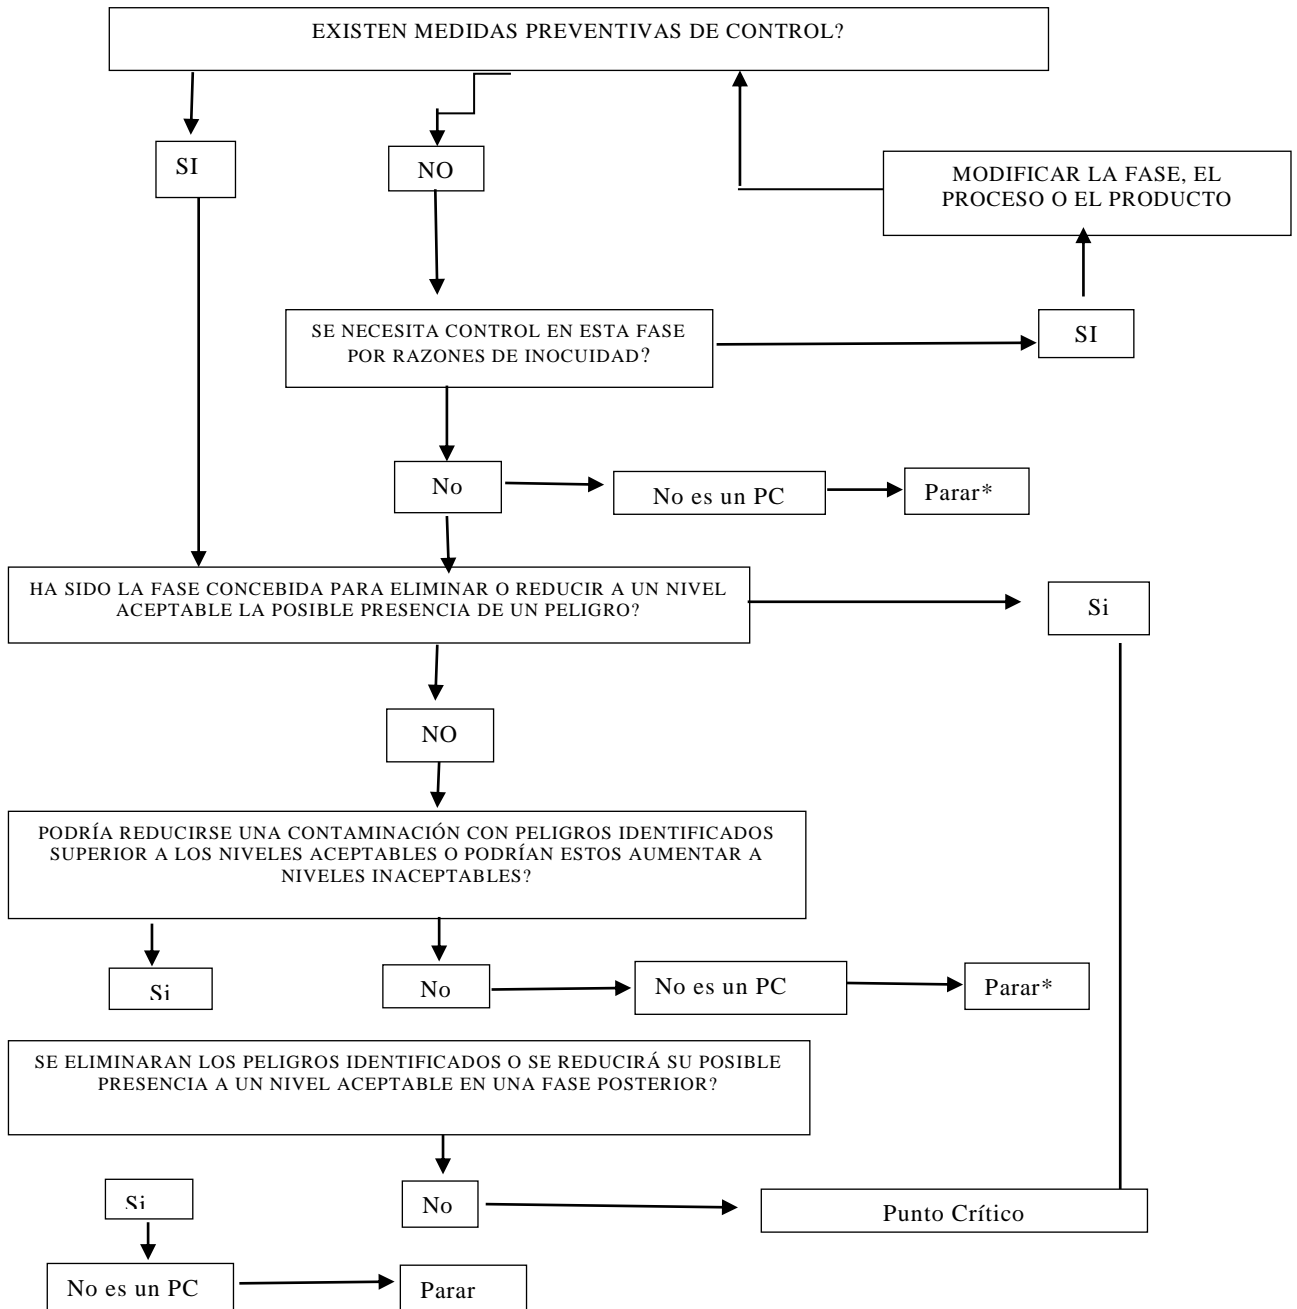 EXISTEN MEDIDAS PREVENTIVAS DE CONTROL?
SI
NO
MODIFICAR LA FASE, EL
PROCESO O EL PRODUCTO
SE NECESITA CONTROL EN ESTA FASE
POR RAZONES DE INOCUIDAD?
SI
No
No es un PC
Parar*
HA SIDO LA FASE CONCEBIDA PARA ELIMINAR O REDUCIR A UN NIVEL
ACEPTABLE LA POSIBLE PRESENCIA DE UN PELIGRO?
Si
NO
PODRÍA REDUCIRSE UNA CONTAMINACIÓN CON PELIGROS IDENTIFICADOS
SUPERIOR A LOS NIVELES ACEPTABLES O PODRÍAN ESTOS AUMENTAR A
NIVELES INACEPTABLES?
Si
No
No es un PC
Parar*
SE ELIMINARAN LOS PELIGROS IDENTIFICADOS O SE REDUCIRÁ SU POSIBLE
PRESENCIA A UN NIVEL ACEPTABLE EN UNA FASE POSTERIOR?
Si
No
Punto Crítico
No es un PC
Parar